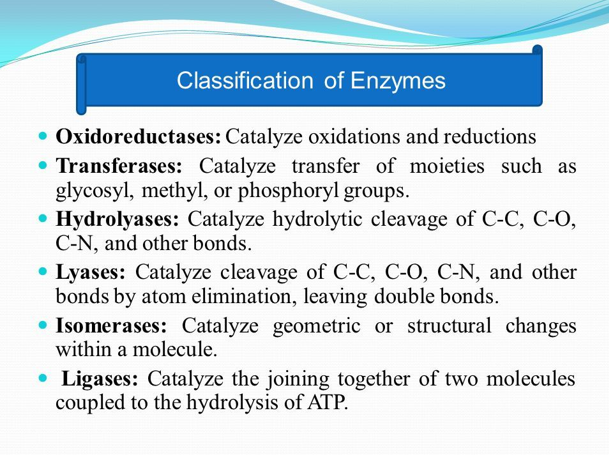 Classification of Enzymes
Oxidoreductases: Catalyze oxidations and reductions
Transferases: Catalyze transfer of moieties such as
glycosyl, methyl, or phosphoryl groups.
Hydrolyases: Catalyze hydrolytic cleavage of C-C, C-O,
C-N, and other bonds.
Lyases: Catalyze cleavage of C-C, C-O, C-N, and other
bonds by atom elimination, leaving double bonds.
Isomerases: Catalyze geometric or structural changes
within a molecule.
Ligases: Catalyze the joining together of two molecules
coupled to the hydrolysis of ATP.